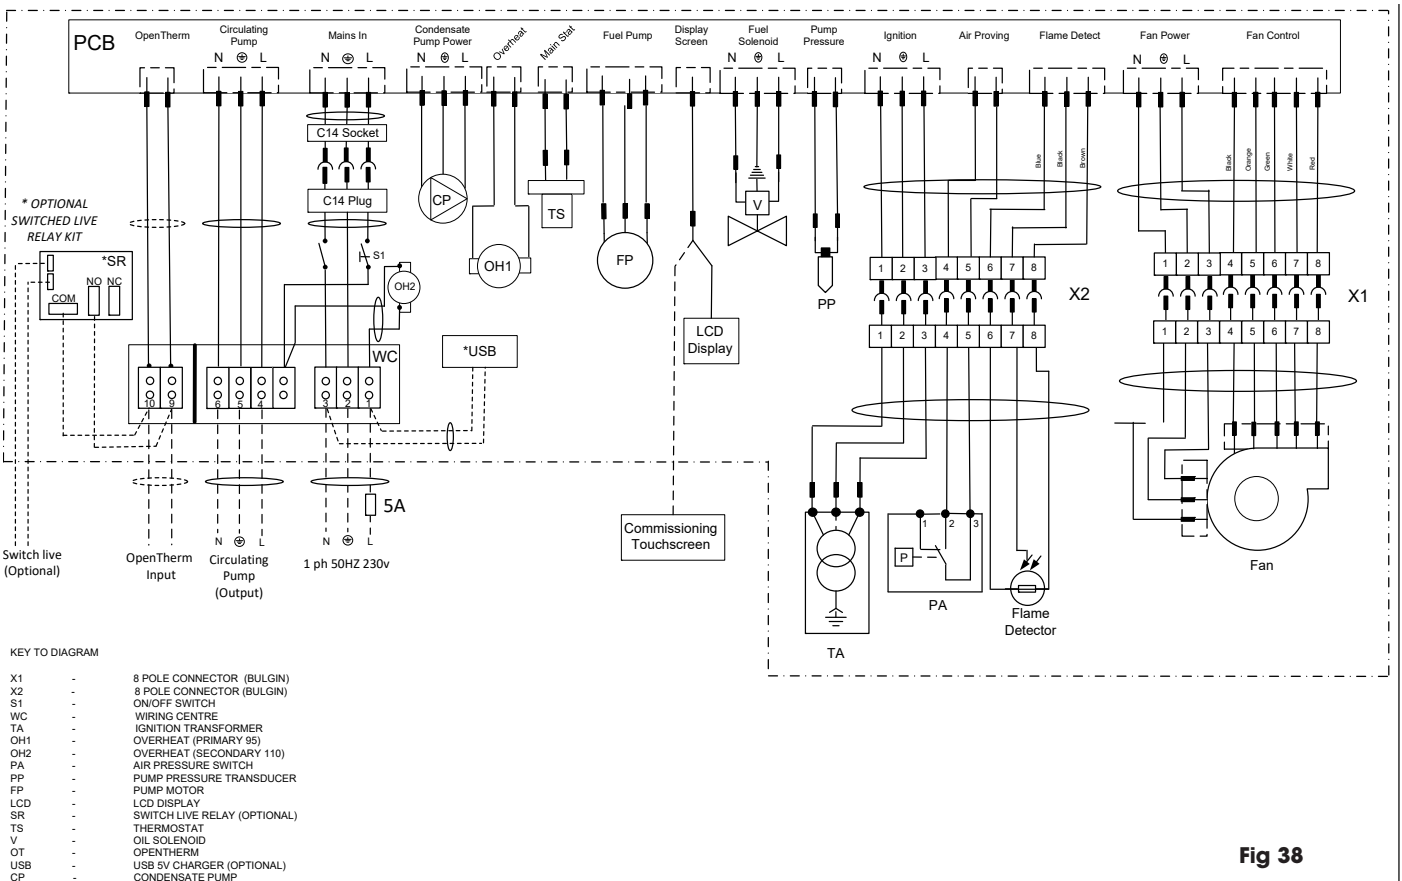 PCB
OpenTherm
Circulating
Pump
N L
Mains In
N L
Condensate
Pump Power
N L
Overheat
Main Stat
Fuel Pump
Display
Screen
Fuel
Solenoid
N L
Pump
Pressure
Ignition
N L
Air Proving
Flame Detect
Fan Power
N L
Fan Control
C14 Socket
C14 Plug
Blue
Black
Brown
Black
Orange
Green
White
Red
* OPTIONAL
SWITCHED LIVE
RELAY KIT
*SR
COM
NO NC
S1
OH2
CP
OH1
TS
FP
V
PP
LCD
Display
*USB
WC
10 9 6 5 4 3 2 1
1 2 3 4 5 6 7 8
X2
1 2 3 4 5 6 7 8
1 2 3 4 5 6 7 8
X1
1 2 3 4 5 6 7 8
5A
Switch live
(Optional)
OpenTherm
Input
N L
Circulating
Pump
(Output)
N L
1 ph 50HZ 230v
Commissioning
Touchscreen
TA
1 2 3
P
PA
Flame
Detector
Fan
KEY TO DIAGRAM
X1 - 8 POLE CONNECTOR (BULGIN)
X2 - 8 POLE CONNECTOR (BULGIN)
S1 - ON/OFF SWITCH
WC - WIRING CENTRE
TA - IGNITION TRANSFORMER
OH1 - OVERHEAT (PRIMARY 95)
OH2 - OVERHEAT (SECONDARY 110)
PA - AIR PRESSURE SWITCH
PP - PUMP PRESSURE TRANSDUCER
FP - PUMP MOTOR
LCD - LCD DISPLAY
SR - SWITCH LIVE RELAY (OPTIONAL)
TS - THERMOSTAT
V - OIL SOLENOID
OT - OPENTHERM
USB - USB 5V CHARGER (OPTIONAL)
CP - CONDENSATE PUMP
Fig 38